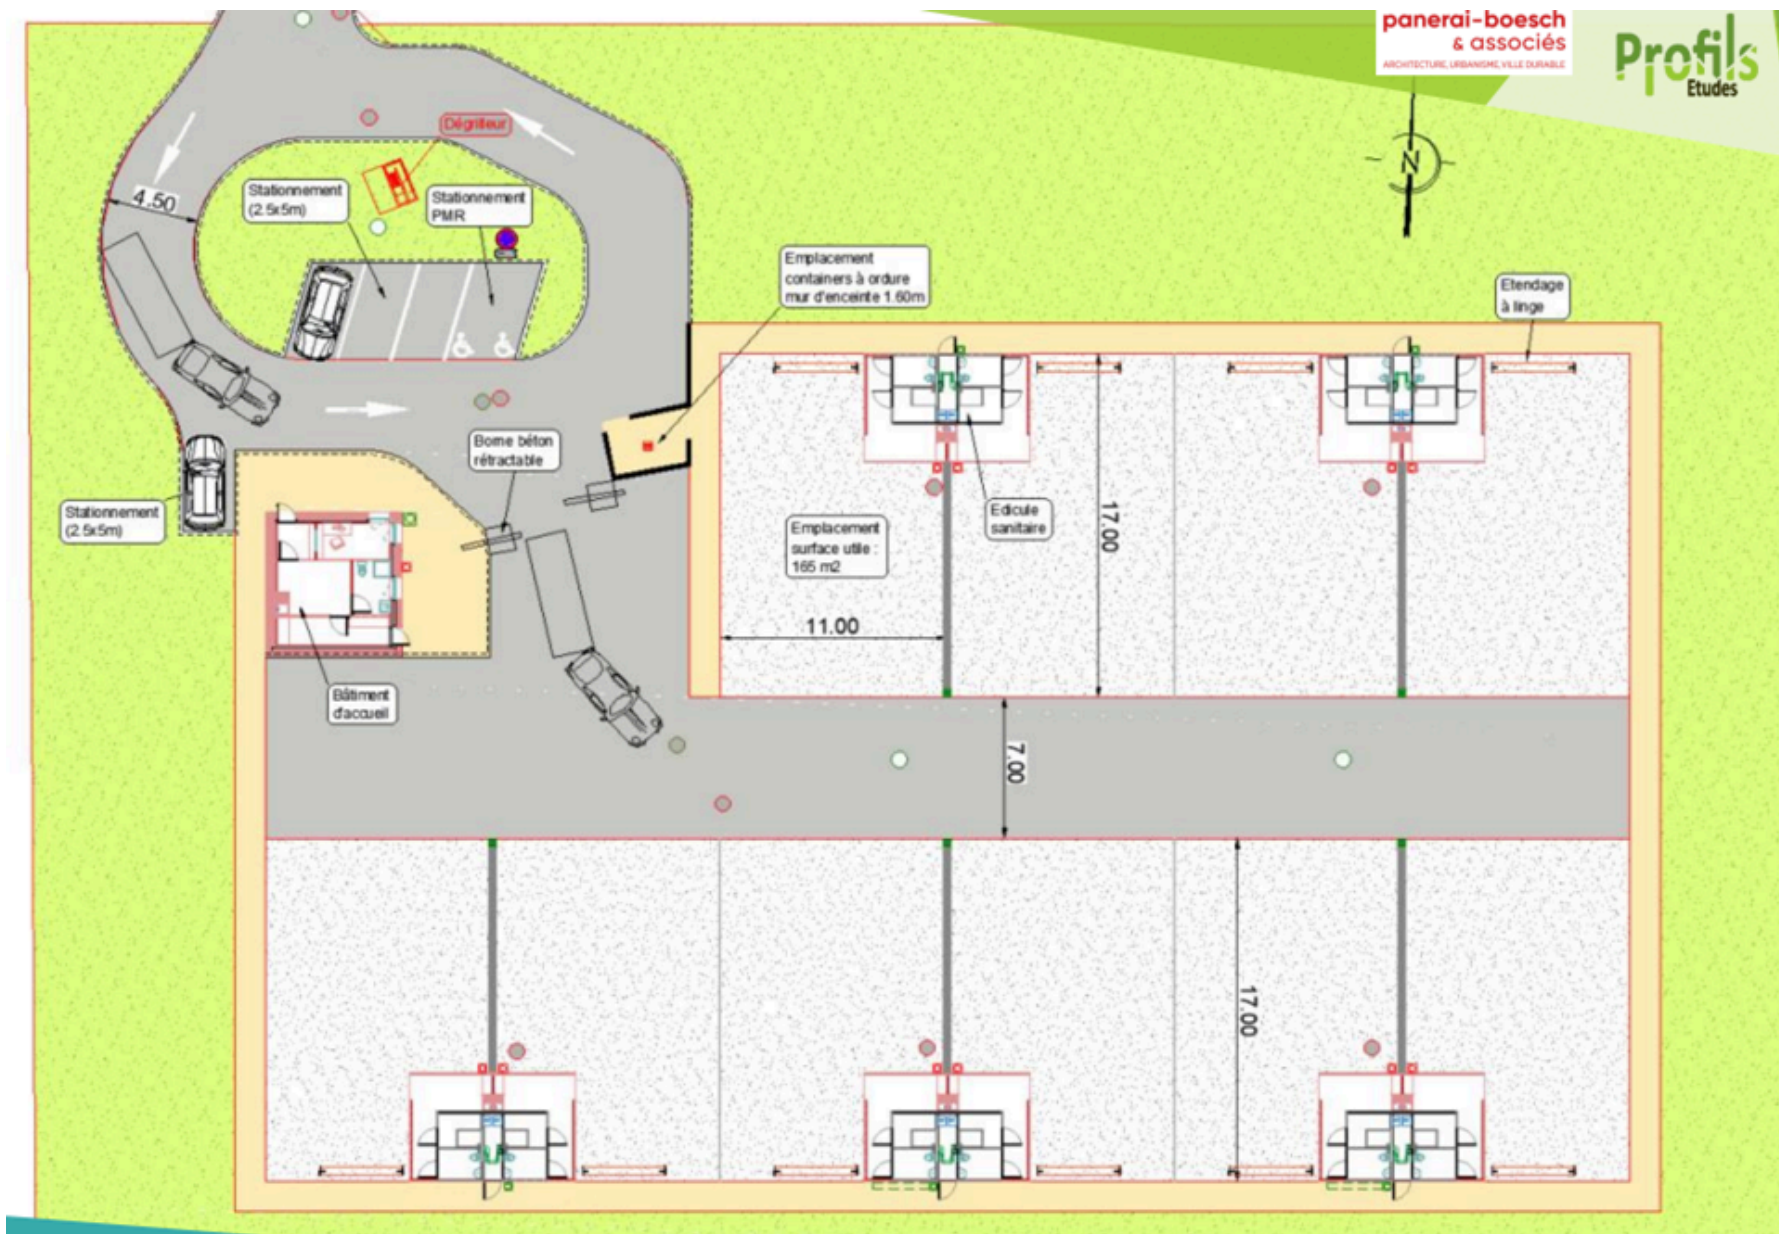 panerai-boesch
& associés
ARCHITECTURE, URBANISME, VILLE DURABLE
Profils
Etudes
N
Dégrilleur
4.50
Stationnement
(2.5x5m)
Stationnement
PMR
Emplacement
containers à ordure
mur d'enceinte 1.60m
Etendage
à linge
Borne béton
rétractable
Stationnement
(2.5x5m)
Emplacement
surface utile :
165 m2
Edicule
sanitaire
17.00
11.00
Bâtiment
d'accueil
7.00
17.00